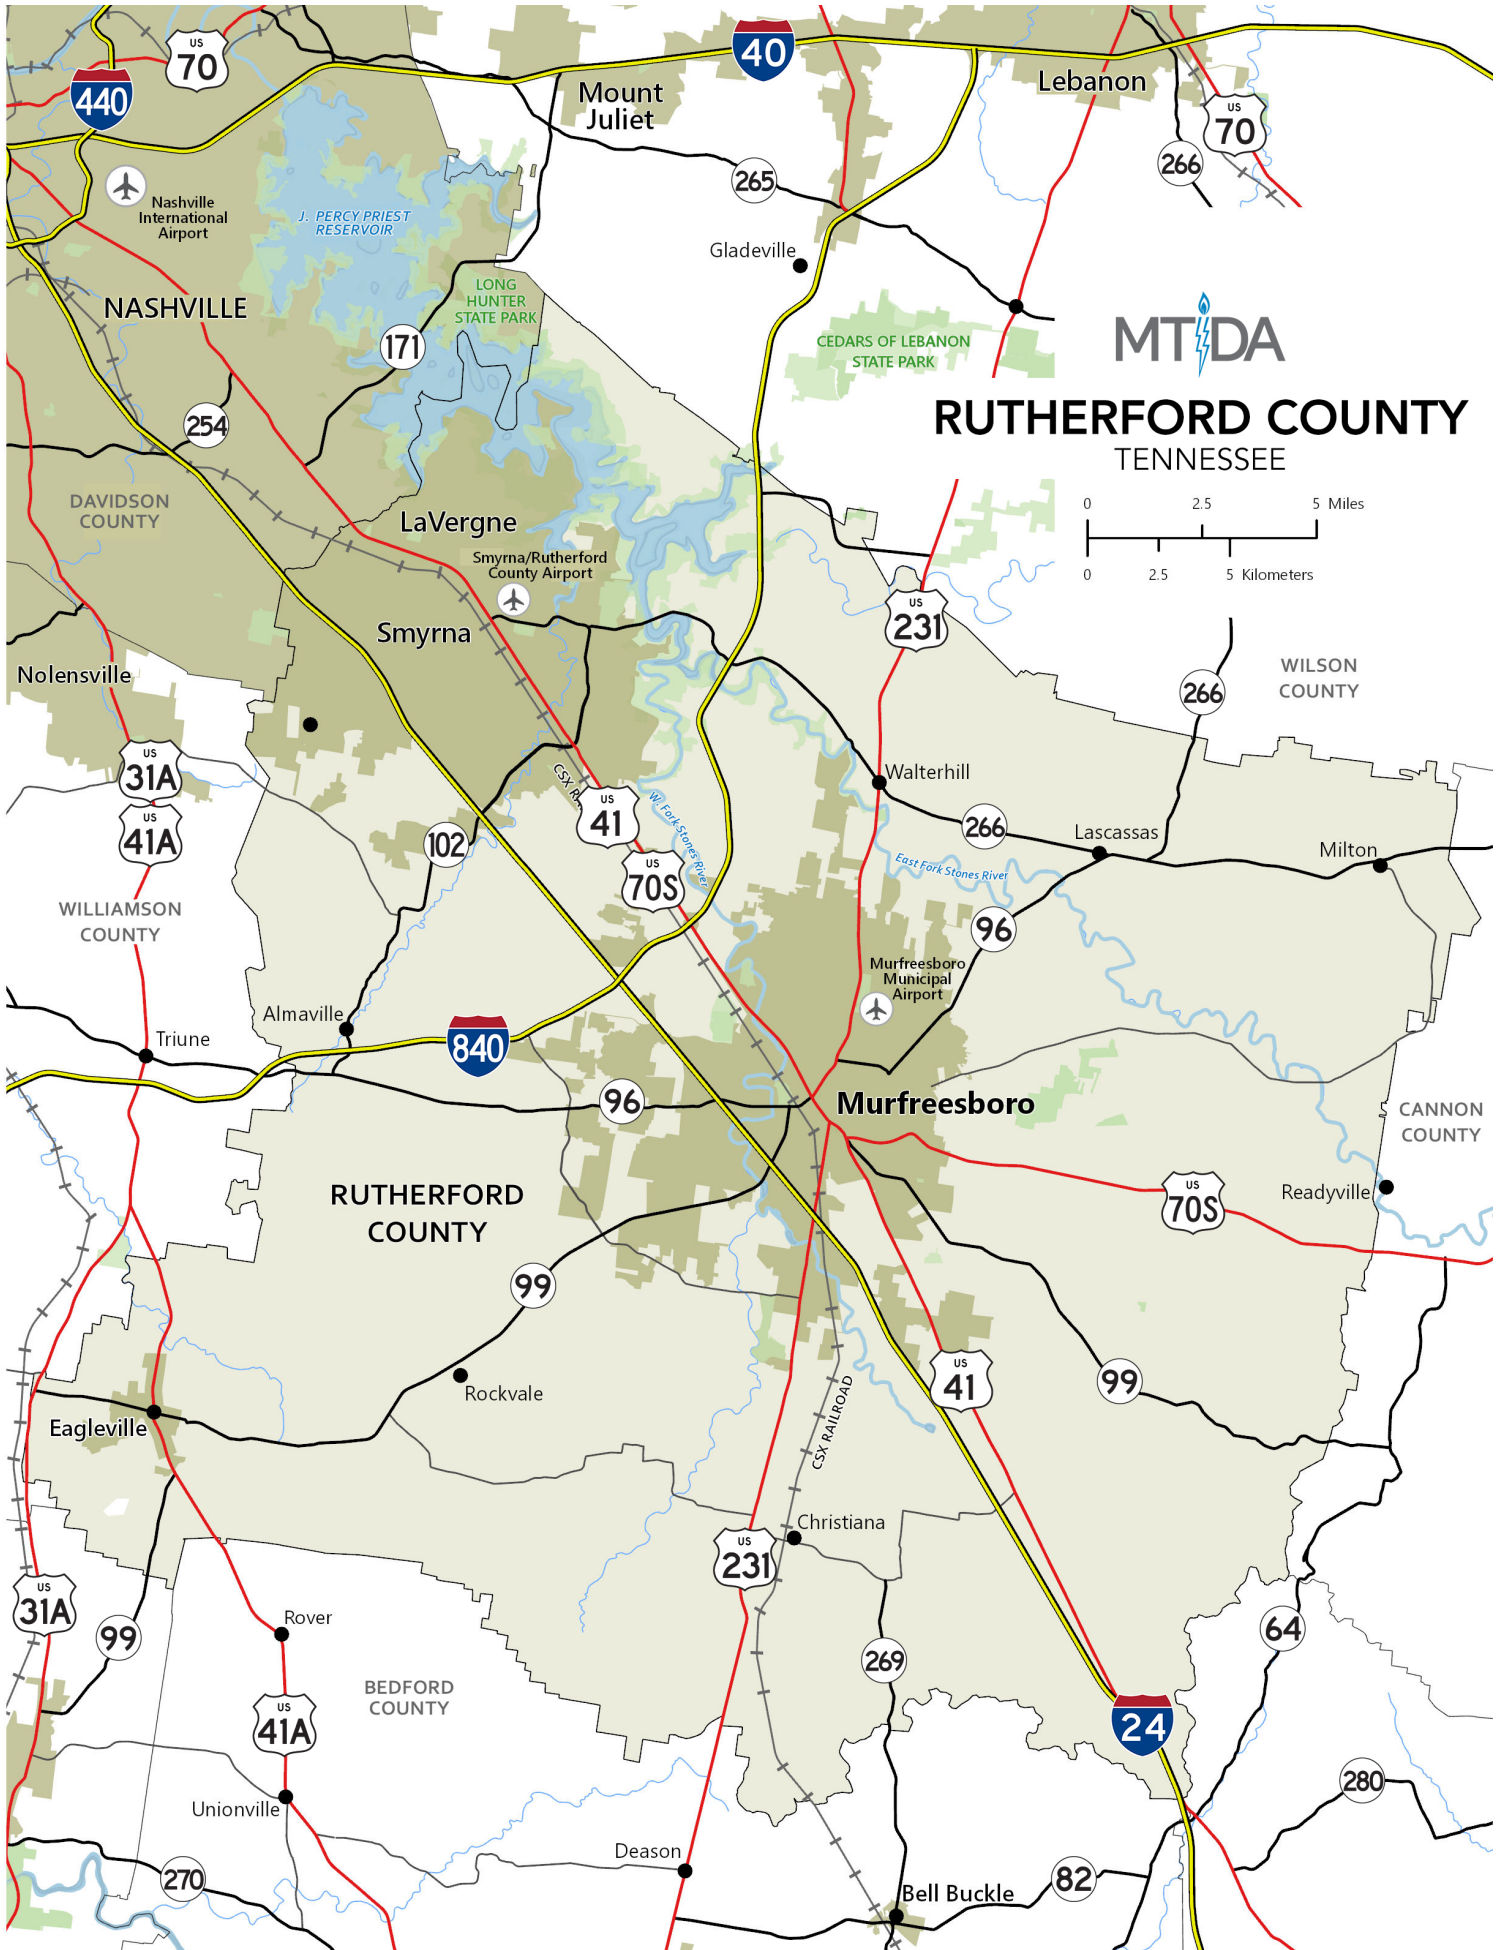 US
70
440
40
Mount
Juliet
Lebanon
US
70
266
265
Nashville
International
Airport
J. PERCY PRIEST
RESERVOIR
Gladeville
LONG
HUNTER
STATE PARK
NASHVILLE
171
CEDARS OF LEBANON
STATE PARK
MTIDA
RUTHERFORD COUNTY
TENNESSEE
0 2.5 5 Miles
0 2.5 5 Kilometers
254
DAVIDSON
COUNTY
LaVergne
Smyrna/Rutherford
County Airport
Smyrna
US
231
Nolensville
WILSON
COUNTY
266
US
31A
US
41A
CSX RA
US
41
W. Fork Stones River
Walterhill
266
Lascassas
Milton
102
US
70S
East Fork Stones River
WILLIAMSON
COUNTY
96
Murfreesboro
Municipal
Airport
Almaville
Triune
840
96
Murfreesboro
CANNON
COUNTY
RUTHERFORD
COUNTY
US
70S
Readyville
99
Rockvale
US
41
99
Eagleville
CSX RAILROAD
Christiana
US
231
US
31A
99
Rover
64
269
BEDFORD
COUNTY
US
41A
24
280
Unionville
Deason
270
82
Bell Buckle